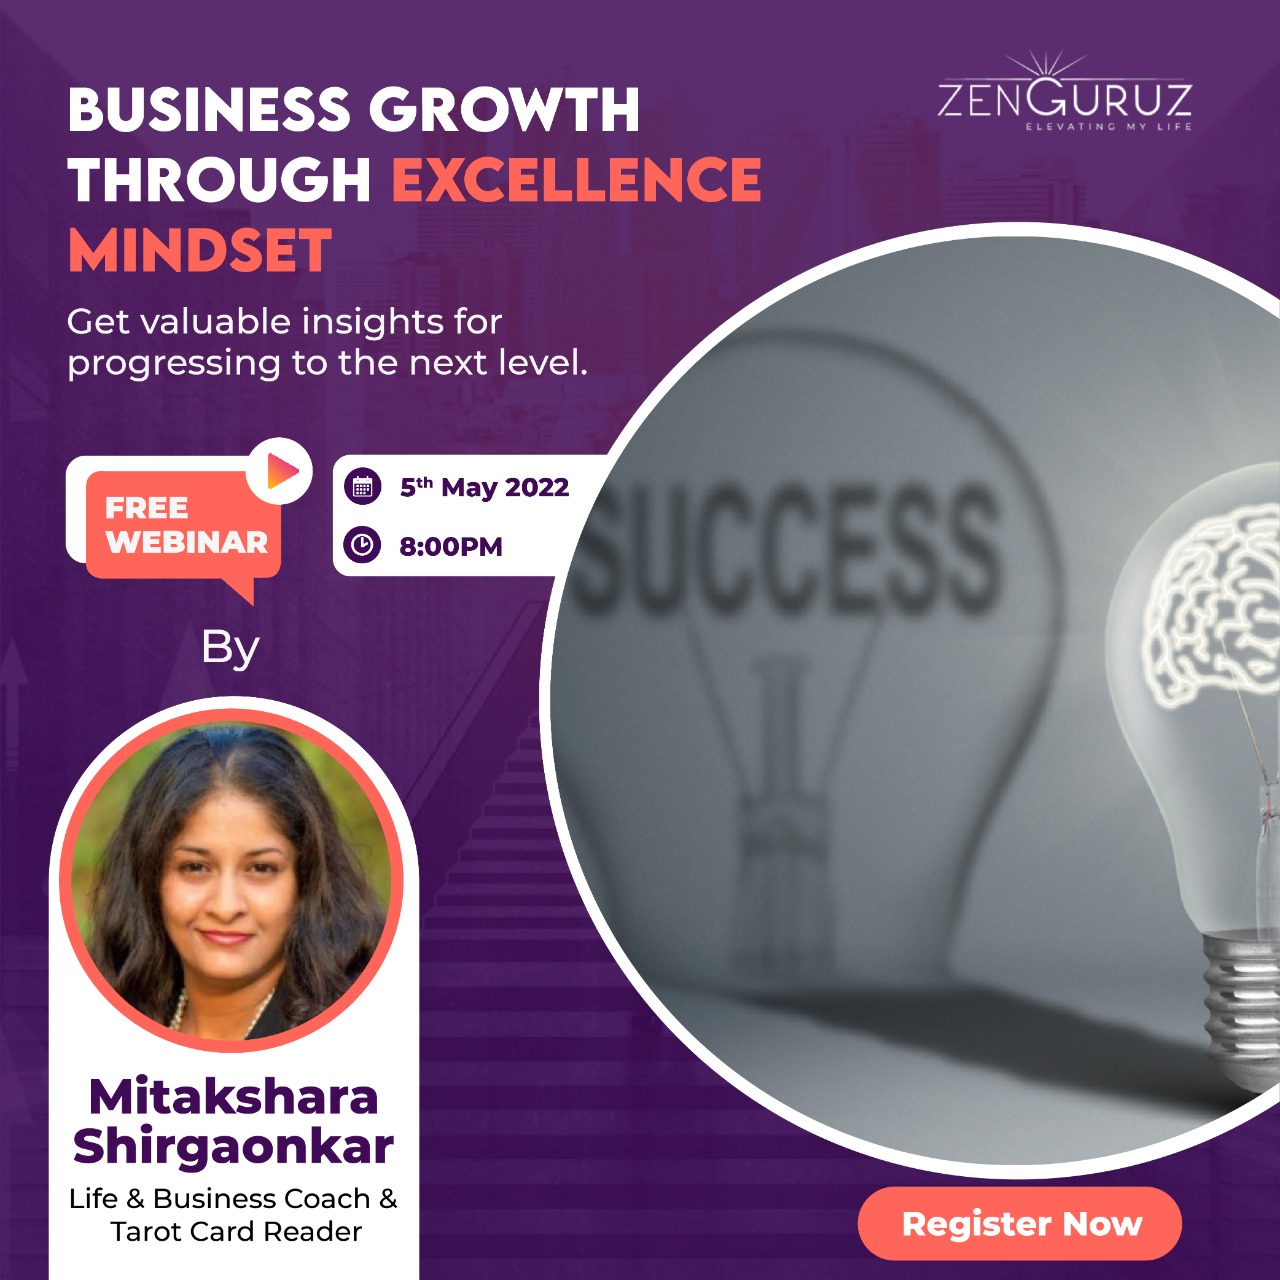 BUSINESS GROWTH
THROUGH EXCELLENCE
MINDSET
Get valuable insights for
progressing to the next level.
ZENGURUZ
ELEVATING MY LIFE
FREE
WEBINAR
5th May 2022
8:00PM
SUCCESS
By
Mitakshara
Shirgaonkar
Life & Business Coach &
Tarot Card Reader
Register Now